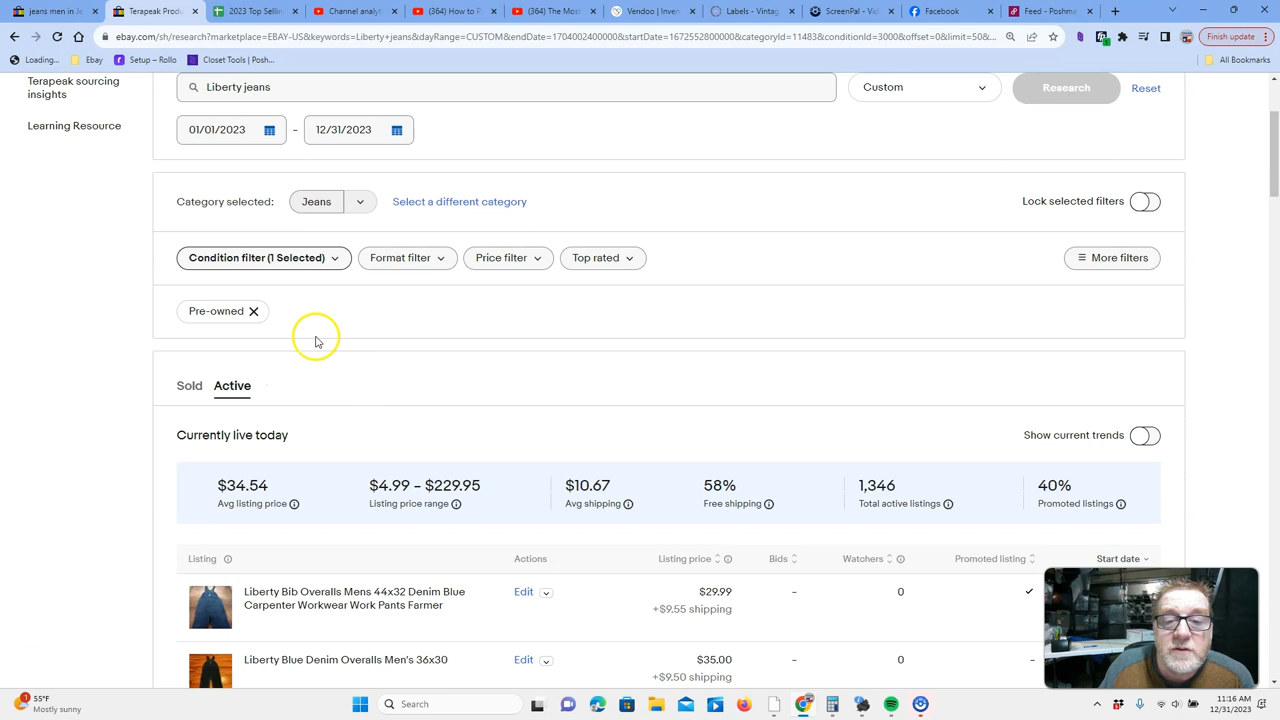 jeans men in J
Terapeak Produc
2023 Top Selling
Channel analyti
(364) How to P
(364) The Most
Vendoo | Inven
Labels - Vintag
ScreenPal - Vid
Facebook
Feed - Poshma
ebay.com/sh/research?marketplace=EBAY-US&keywords=Liberty+jeans&dayRange=CUSTOM&endDate=1704002400000&startDate=1672552800000&categoryId=11483&conditionId=3000&offset=0&limit=50&...
Finish update
Loading...
Ebay
Setup – Rollo
Closet Tools | Posh...
All Bookmarks
Terapeak sourcing
insights
Learning Resource
Liberty jeans
Custom
Research
Reset
01/01/2023 - 12/31/2023
Category selected: Jeans Select a different category
Lock selected filters
Condition filter (1 Selected) Format filter Price filter Top rated
More filters
Pre-owned
Sold Active
Currently live today
Show current trends
$34.54 $4.99 – $229.95 $10.67 58% 1,346 40%
Avg listing price Listing price range Avg shipping Free shipping Total active listings Promoted listings
Listing Actions Listing price Bids Watchers Promoted listing Start date
Liberty Bib Overalls Mens 44x32 Denim Blue Edit $29.99 – 0
Carpenter Workwear Work Pants Farmer +$9.55 shipping
Liberty Blue Denim Overalls Men's 36x30 Edit $35.00 – 0 –
+$9.50 shipping
1
55°F
Mostly sunny
Search
11:16 AM
12/31/2023